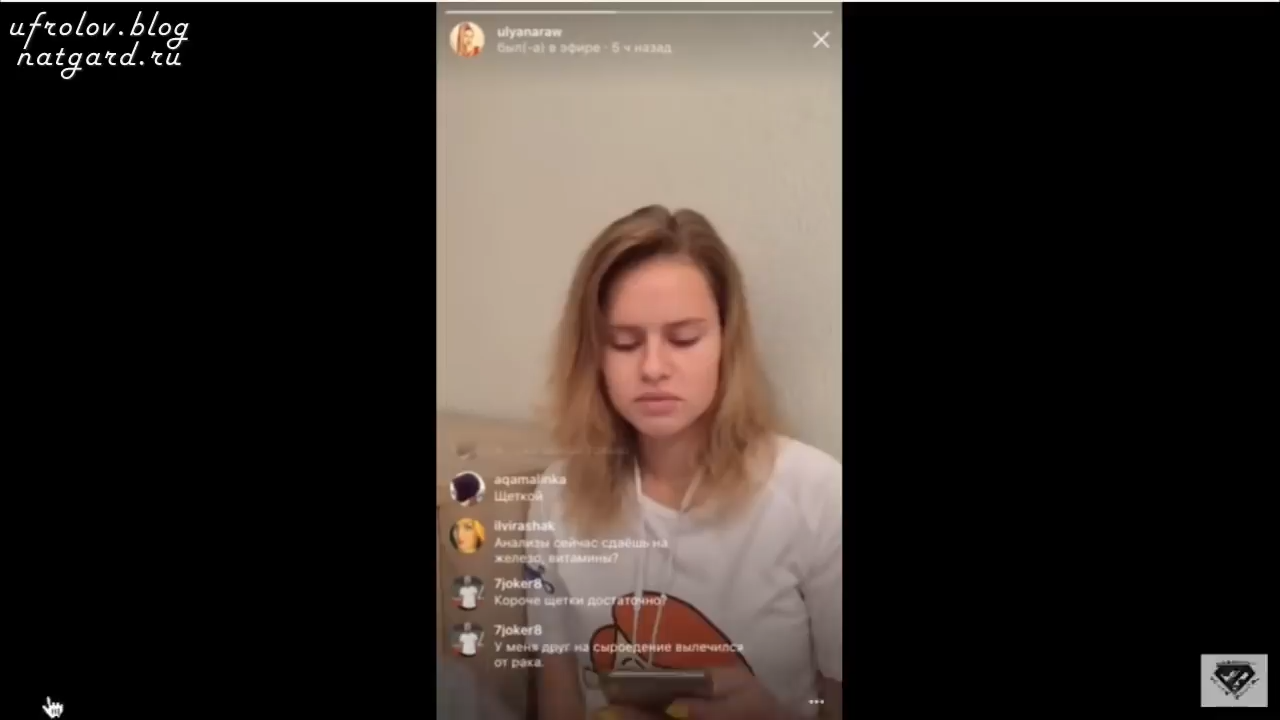 ufrolov.blog
natgard.ru
ulyanaraw
был(-а) в эфире · 5 ч назад
aqamalinka
Щеткой
ilvirashak
Анализы сейчас сдаёшь на
железо, витамины?
7joker8
Короче щетки достаточно?
7joker8
У меня друг на сыроедение вылечился
от рака.